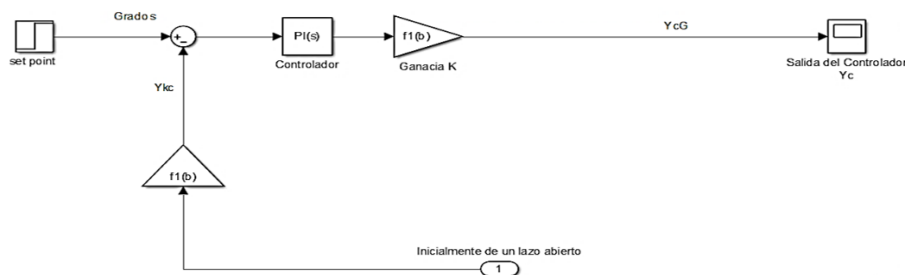 Grados
YcG
+
−
PI(s)
f1(b)
set point
Controlador
Ganacia K
Salida del Controlador
Yc
Ykc
f1(b)
Inicialmente de un lazo abierto
1